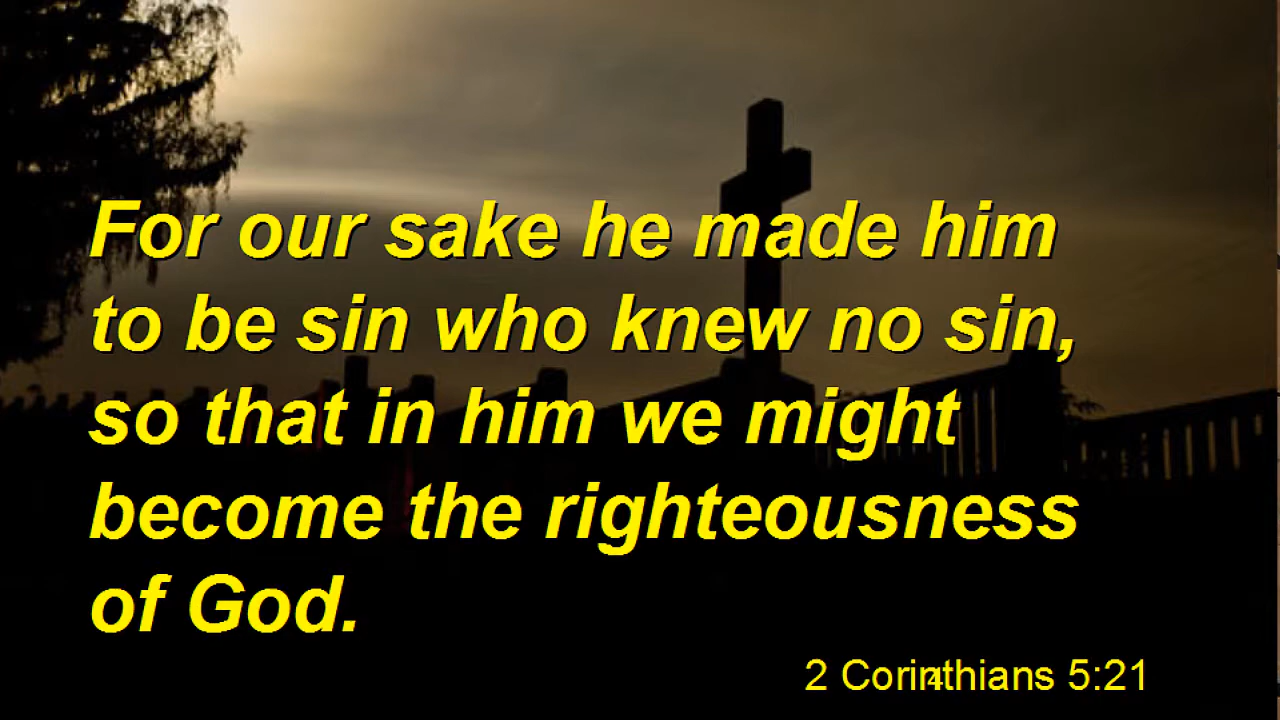 For our sake he made him
to be sin who knew no sin,
so that in him we might
become the righteousness
of God.
2 Corinthians 5:21
4